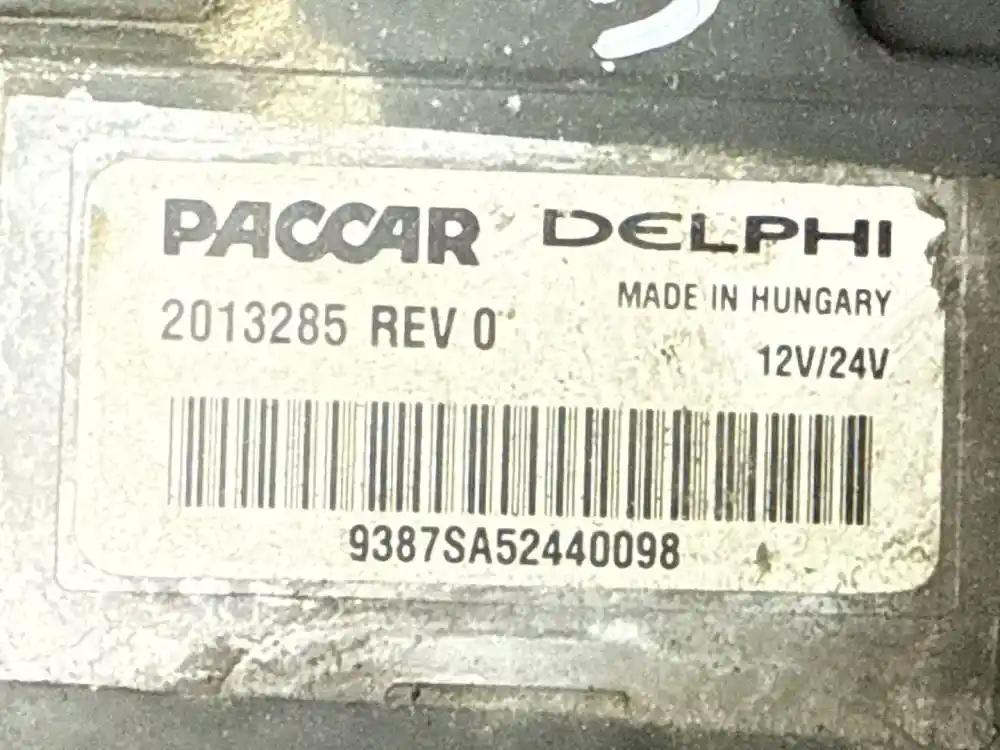 PACCAR DELPHI
MADE IN HUNGARY
2013285 REV 0
12V/24V
9387SA52440098